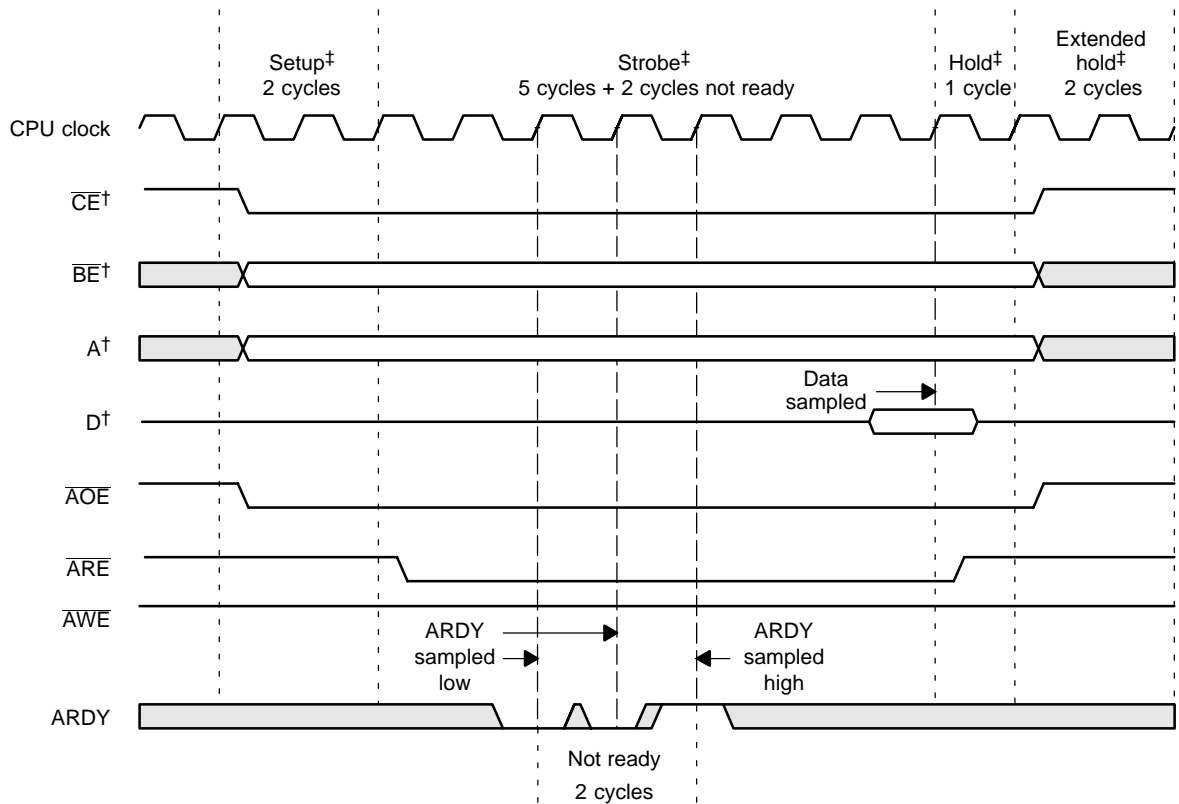 Setup‡
2 cycles
Strobe‡
5 cycles + 2 cycles not ready
Hold‡
1 cycle
Extended
hold‡
2 cycles
CPU clock
CE†
BE†
A†
Data
sampled
D†
AOE
ARE
AWE
ARDY
sampled
low
ARDY
sampled
high
ARDY
Not ready
2 cycles